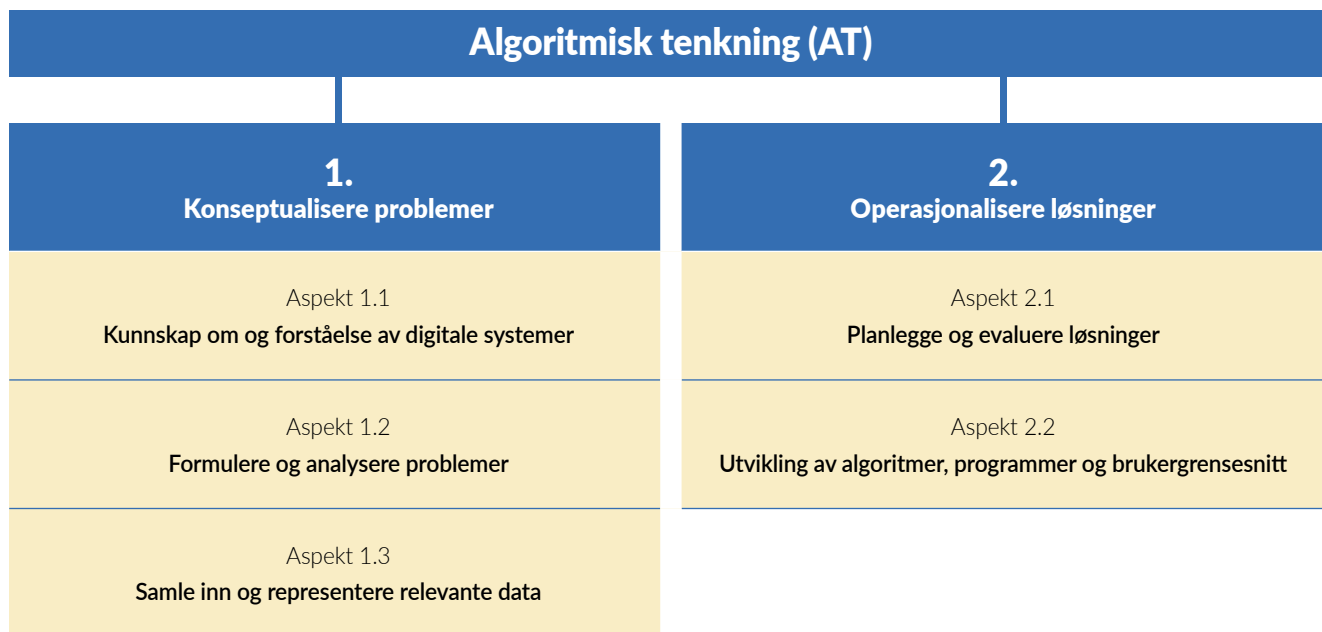 Algoritmisk tenkning (AT)
1.
Konseptualisere problemer
Aspekt 1.1
Kunnskap om og forståelse av digitale systemer
Aspekt 1.2
Formulere og analysere problemer
Aspekt 1.3
Samle inn og representere relevante data
2.
Operasjonalisere løsninger
Aspekt 2.1
Planlegge og evaluere løsninger
Aspekt 2.2
Utvikling av algoritmer, programmer og brukergrensesnitt